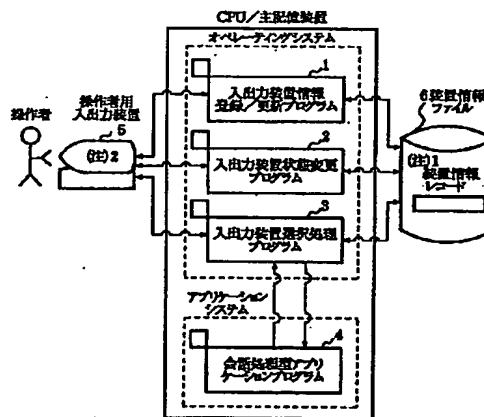 CPU／主記憶装置
オペレーティングシステム
1
入出力装置情報
登録／更新プログラム
操作者
操作者用
入出力装置
5
(注)2
2
入出力装置状態変更
プログラム
3
入出力装置選択処理
プログラム
6装置情報
ファイル
(注)1
装置情報
レコード
アプリケーション
システム
4
会話処理型アプリ
ケーションプログラム